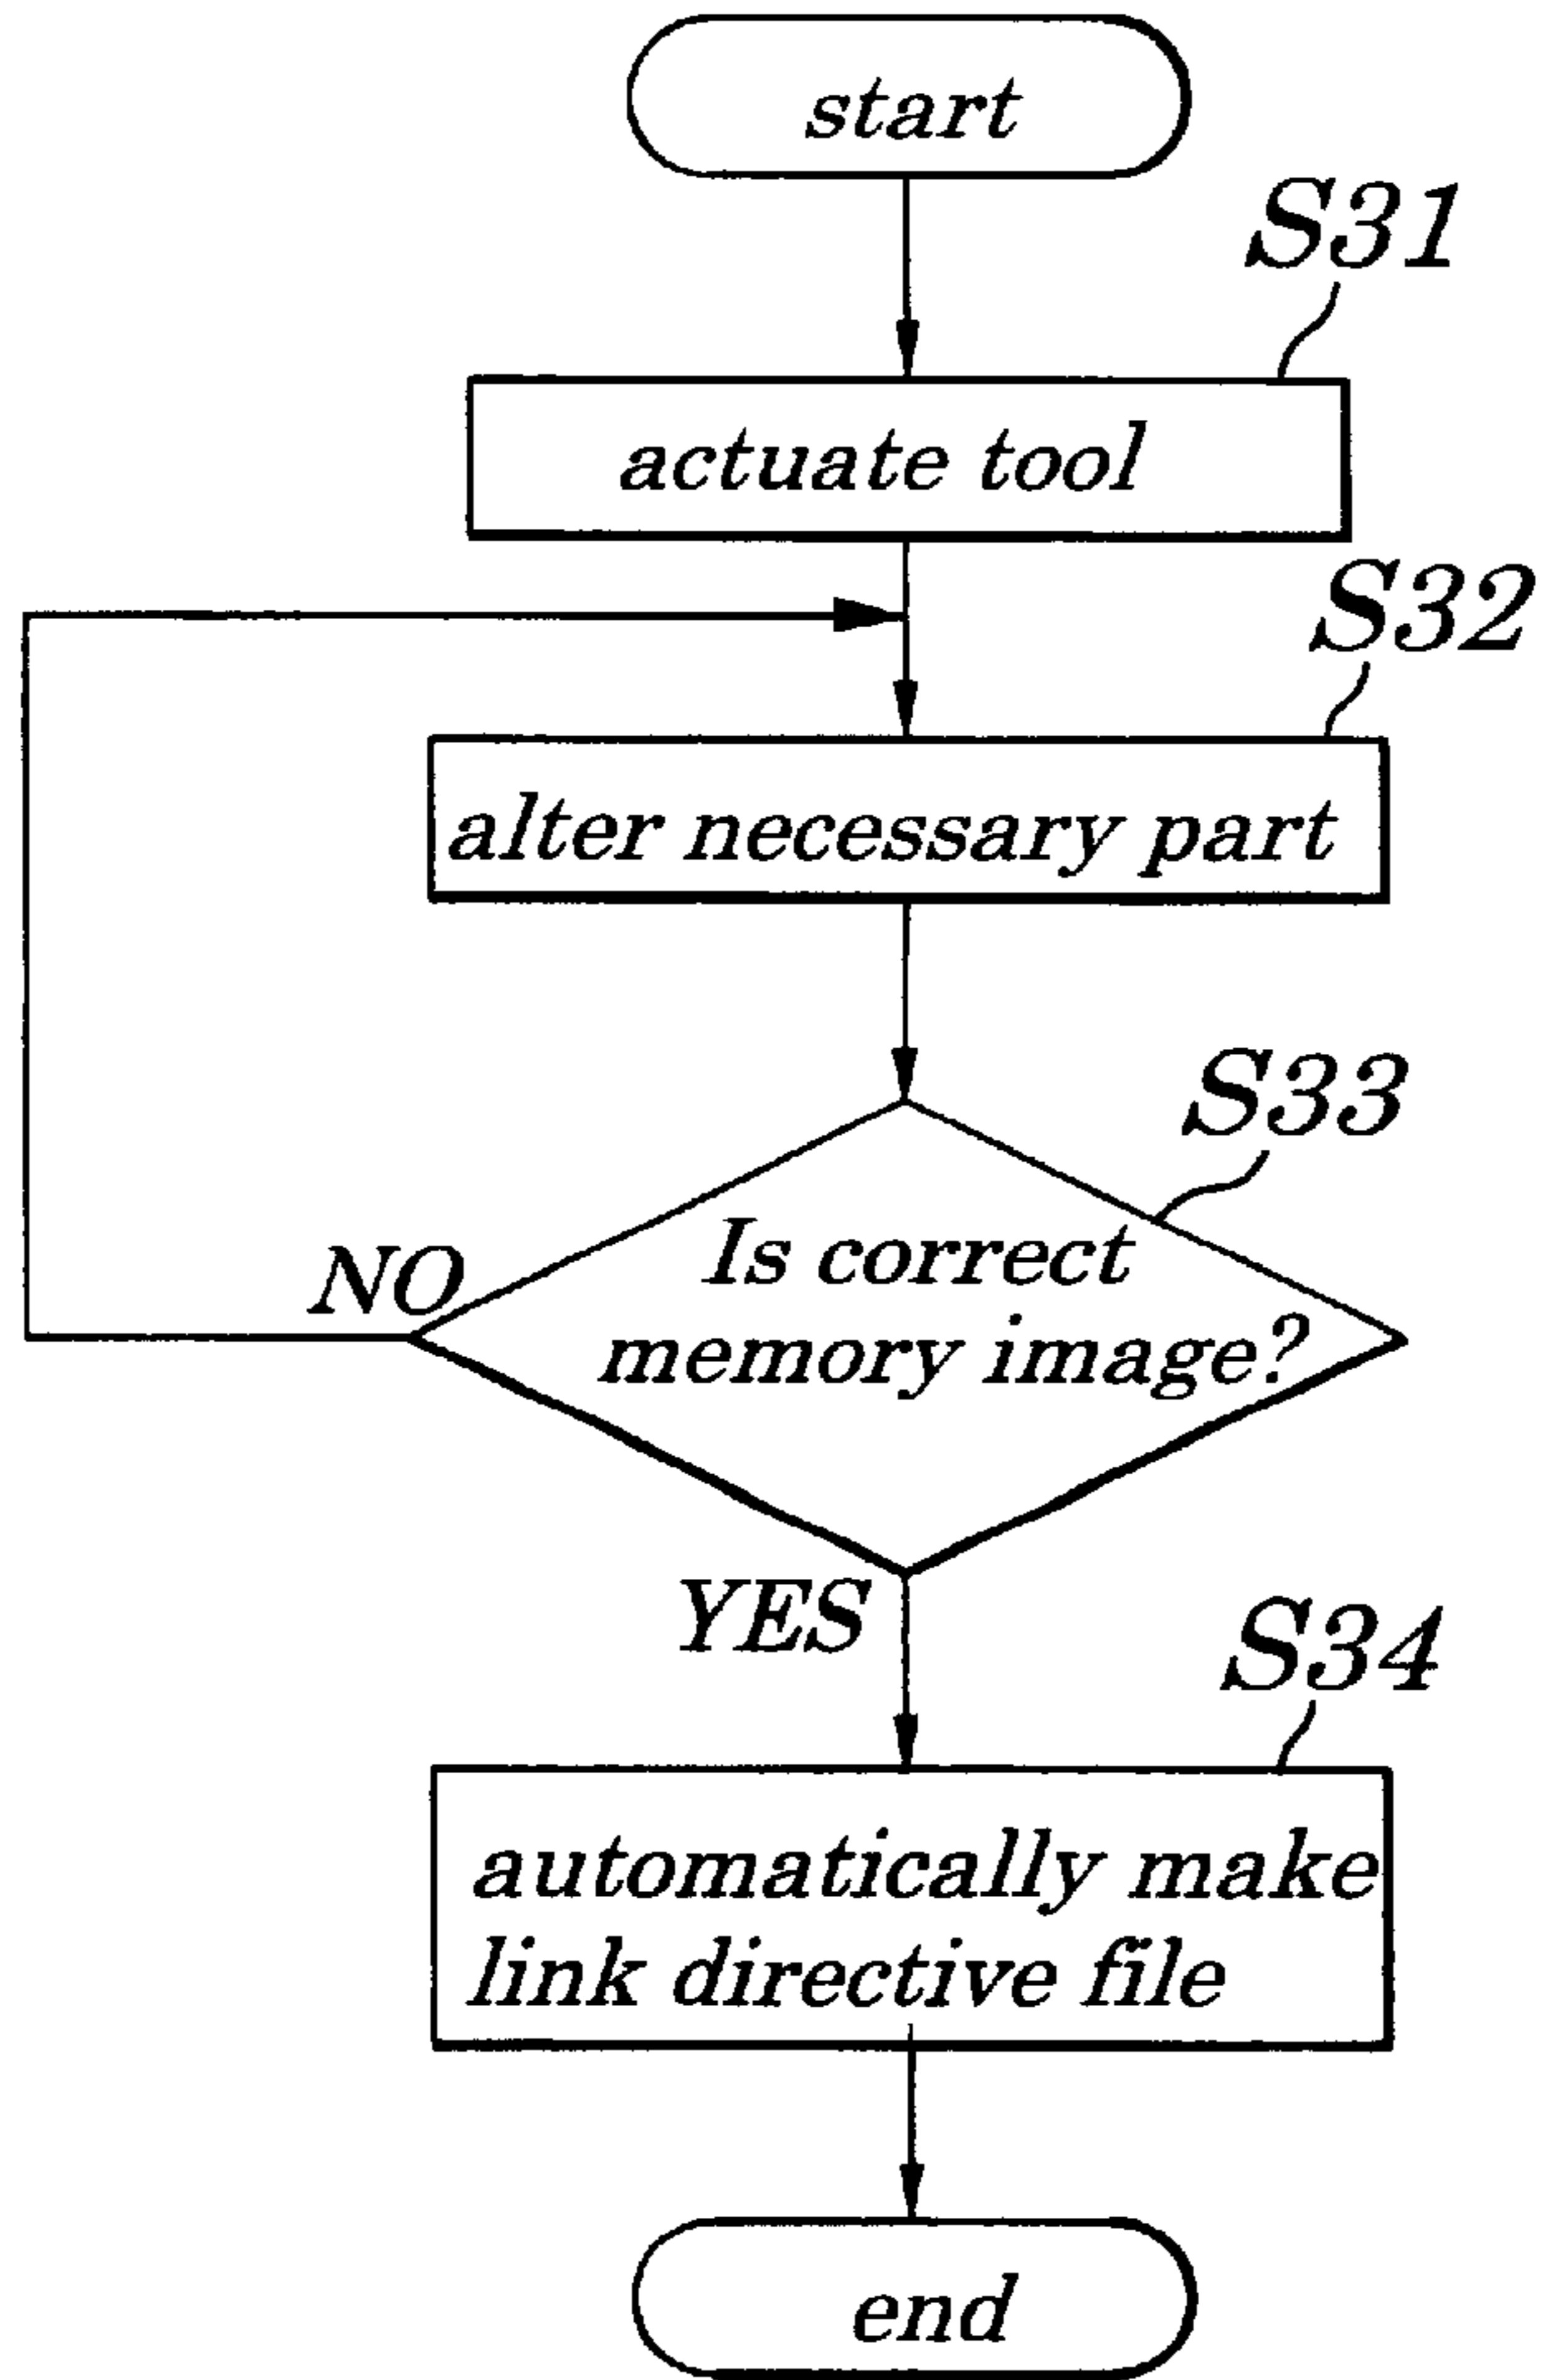 start
S31
actuate tool
S32
alter necessary part
S33
Is correct
memory image?
NO
YES
S34
automatically make
link directive file
end